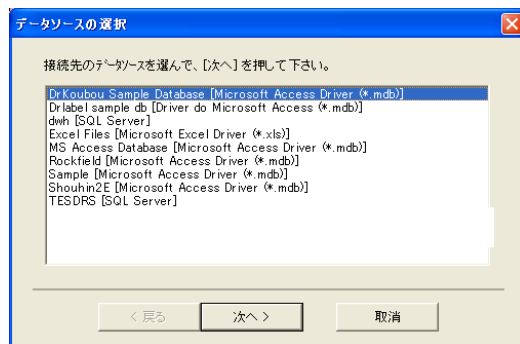 データソースの選択
接続先のデータソースを選んで、[次へ] を押して下さい。
DrKoubou Sample Database [Microsoft Access Driver (*.mdb)]
Drlabel sample db [Driver do Microsoft Access (*.mdb)]
dwh [SQL Server]
Excel Files [Microsoft Excel Driver (*.xls)]
MS Access Database [Microsoft Access Driver (*.mdb)]
Rockfield [Microsoft Access Driver (*.mdb)]
Sample [Microsoft Access Driver (*.mdb)]
Shouhin2E [Microsoft Access Driver (*.mdb)]
TESDRS [SQL Server]
< 戻る 次へ > 取消